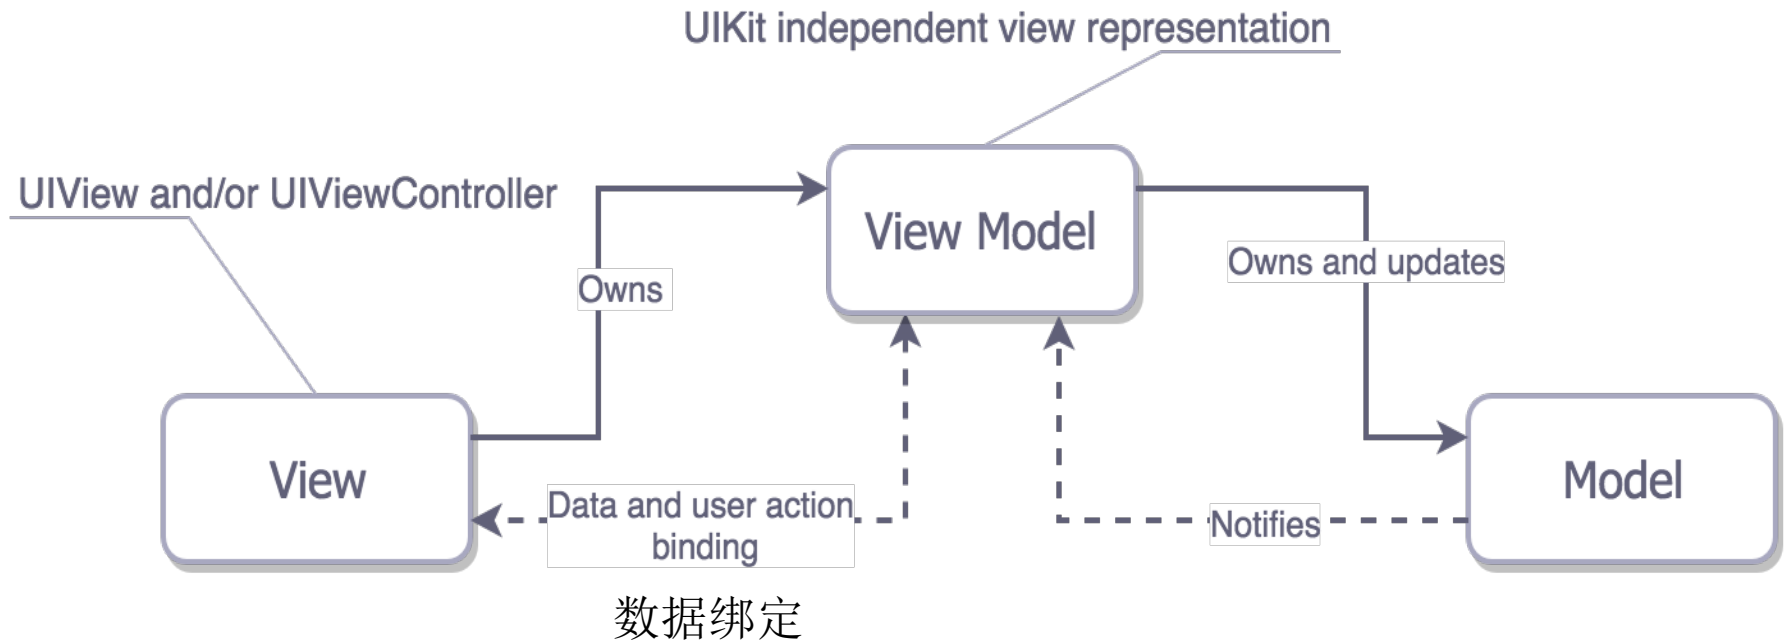 UIKit independent view representation
UIView and/or UIViewController
View Model
Owns and updates
Owns
View
Data and user action
binding
Notifies
Model
数据绑定